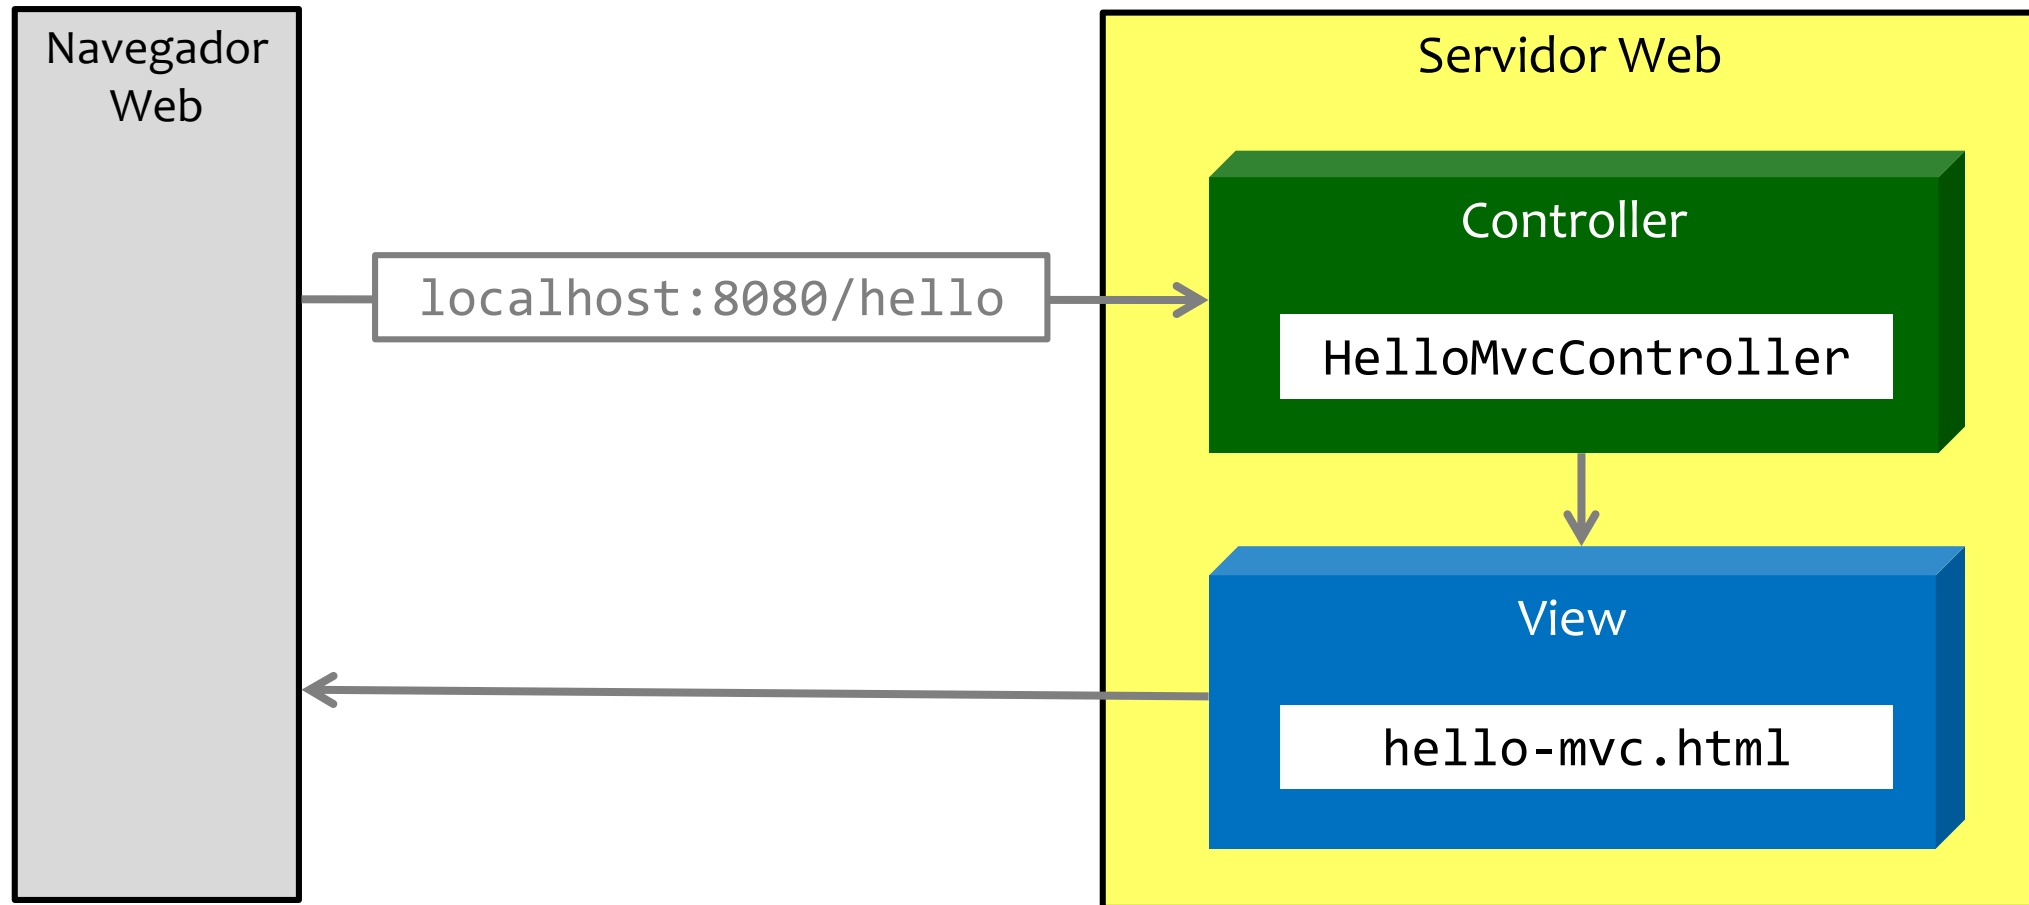 Navegador
Web
Servidor Web
Controller
localhost:8080/hello
HelloMvcController
View
hello-mvc.html